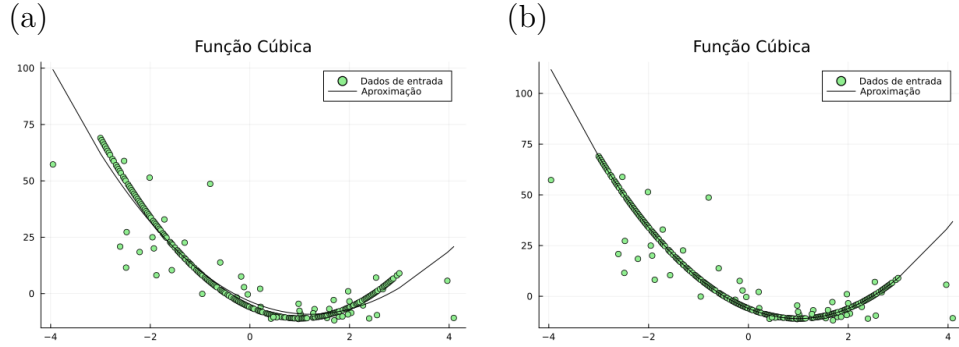 (a)
Função Cúbica
Dados de entrada
Aproximação
100
75
50
25
0
−4
−2
0
2
4
(b)
Função Cúbica
Dados de entrada
Aproximação
100
75
50
25
0
−4
−2
0
2
4